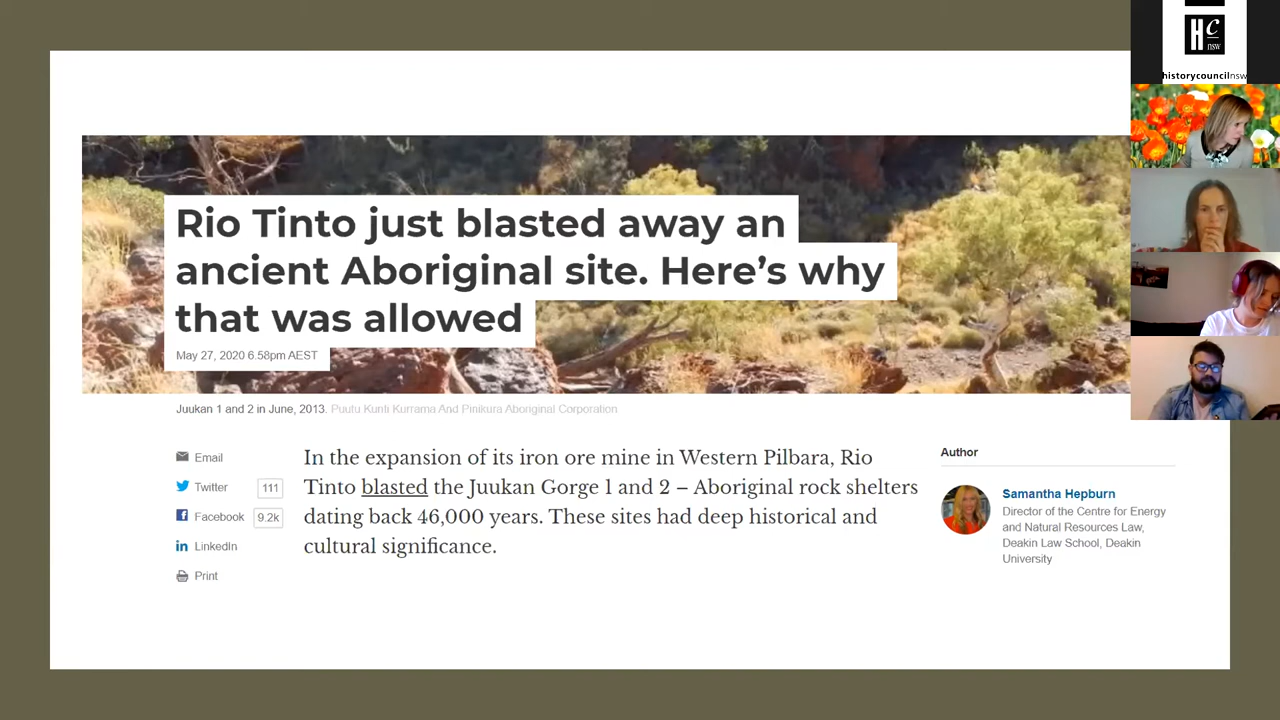 Hc
nsw
historycouncilnsw
Rio Tinto just blasted away an
ancient Aboriginal site. Here's why
that was allowed
May 27, 2020 6.58pm AEST
Juukan 1 and 2 in June, 2013. Puutu Kunti Kurrama And Pinikura Aboriginal Corporation
Email
Twitter 111
Facebook 9.2k
LinkedIn
Print
In the expansion of its iron ore mine in Western Pilbara, Rio
Tinto blasted the Juukan Gorge 1 and 2 – Aboriginal rock shelters
dating back 46,000 years. These sites had deep historical and
cultural significance.
Author
Samantha Hepburn
Director of the Centre for Energy
and Natural Resources Law,
Deakin Law School, Deakin
University